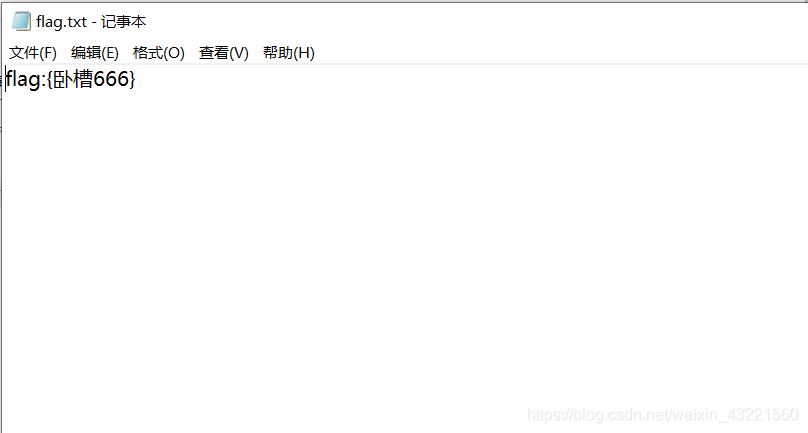 flag.txt - 记事本
文件(F) 编辑(E) 格式(O) 查看(V) 帮助(H)
flag:{卧槽666}
https://blog.csdn.net/weixin_43221560